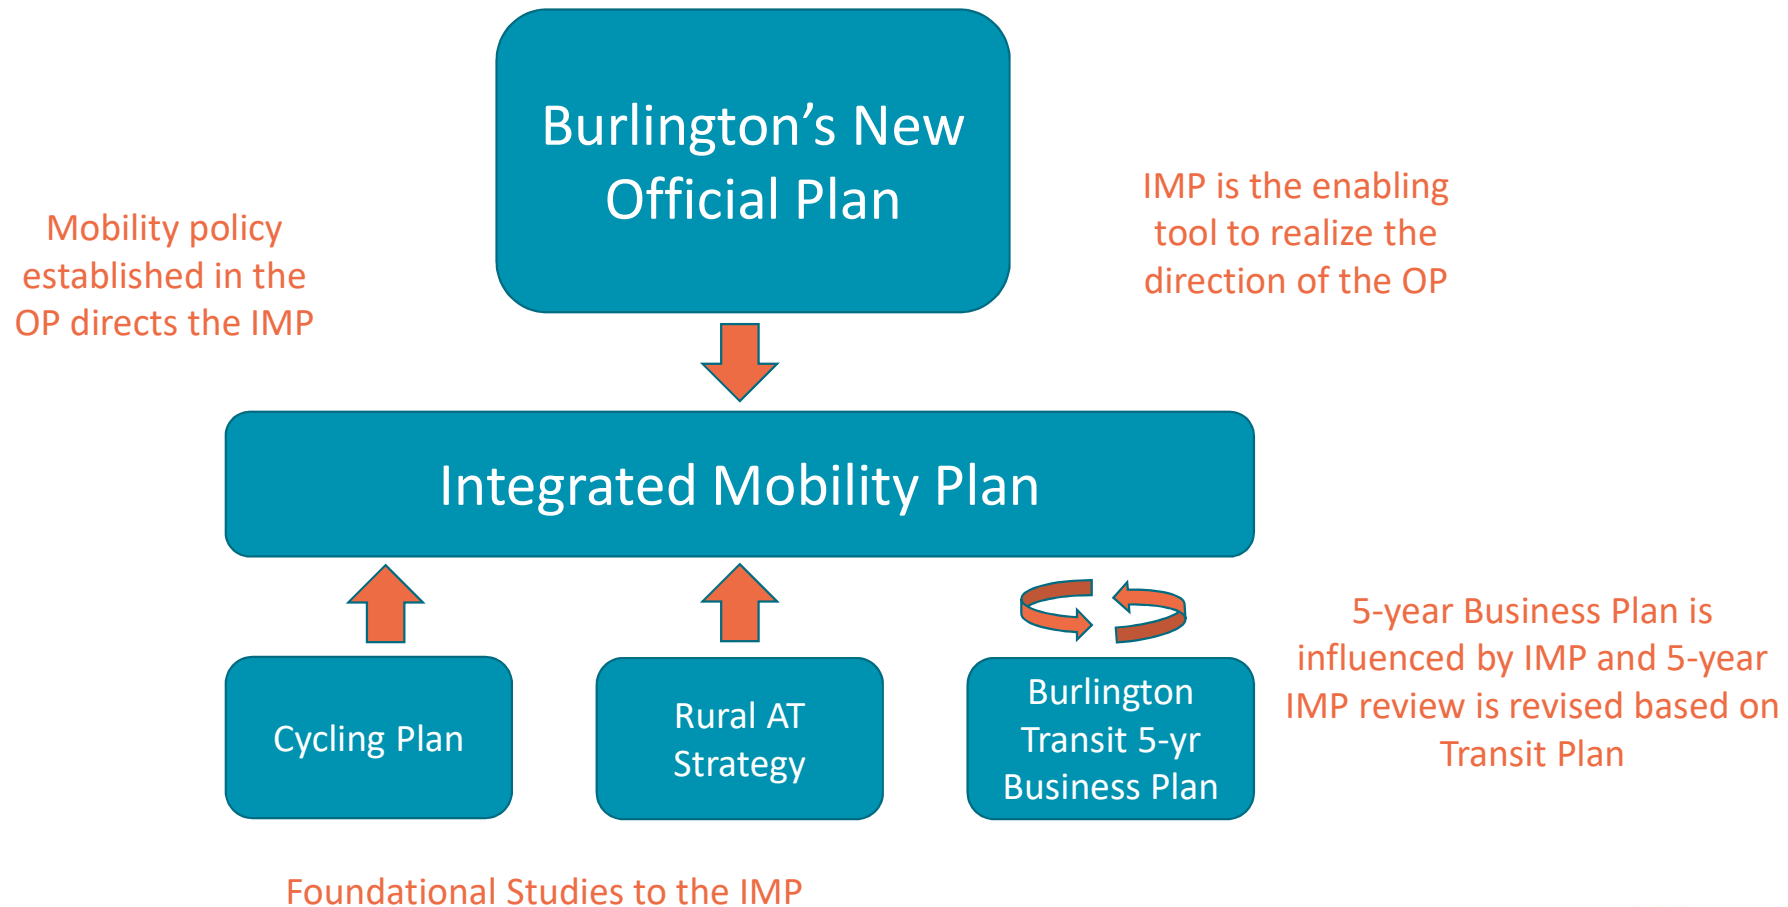 Burlington’s New
Official Plan
Mobility policy
established in the
OP directs the IMP
IMP is the enabling
tool to realize the
direction of the OP
Integrated Mobility Plan
Cycling Plan
Rural AT
Strategy
Burlington
Transit 5-yr
Business Plan
5-year Business Plan is
influenced by IMP and 5-year
IMP review is revised based on
Transit Plan
Foundational Studies to the IMP